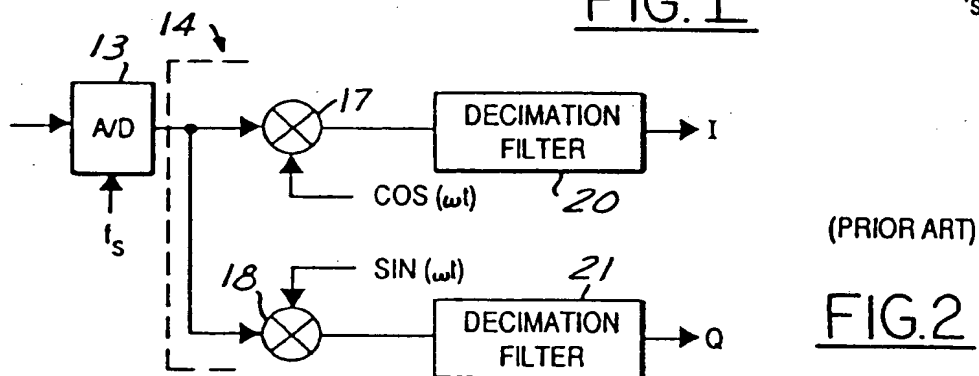 FIG. 1
14
13
17
A/D
DECIMATION
FILTER
I
COS (ωt)
20
fs
(PRIOR ART)
SIN (ωt)
21
18
DECIMATION
FILTER
Q
FIG.2